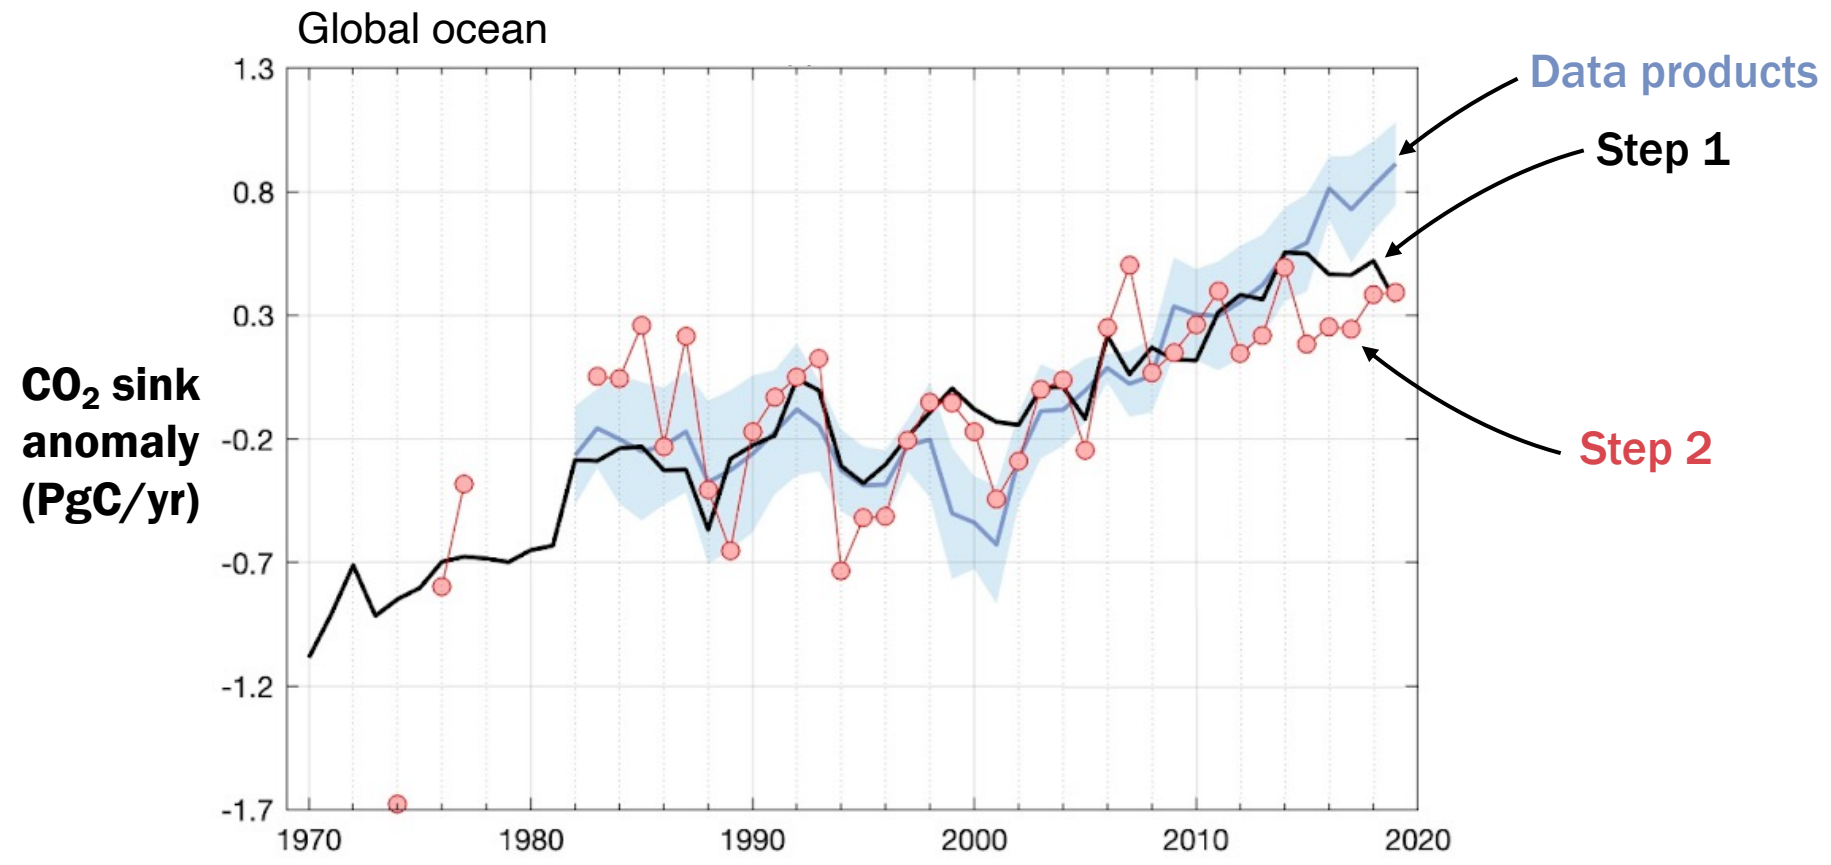 Global ocean
1.3
0.8
0.3
-0.2
-0.7
-1.2
-1.7
CO₂ sink
anomaly
(PgC/yr)
1970 1980 1990 2000 2010 2020
Data products
Step 1
Step 2